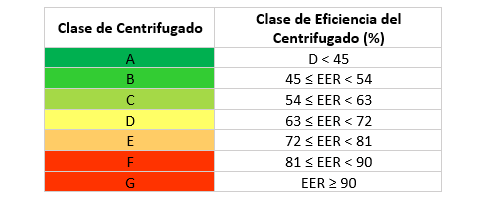 Clase de Centrifugado Clase de Eficiencia del
Centrifugado (%)
A D < 45
B 45 ≤ EER < 54
C 54 ≤ EER < 63
D 63 ≤ EER < 72
E 72 ≤ EER < 81
F 81 ≤ EER < 90
G EER ≥ 90